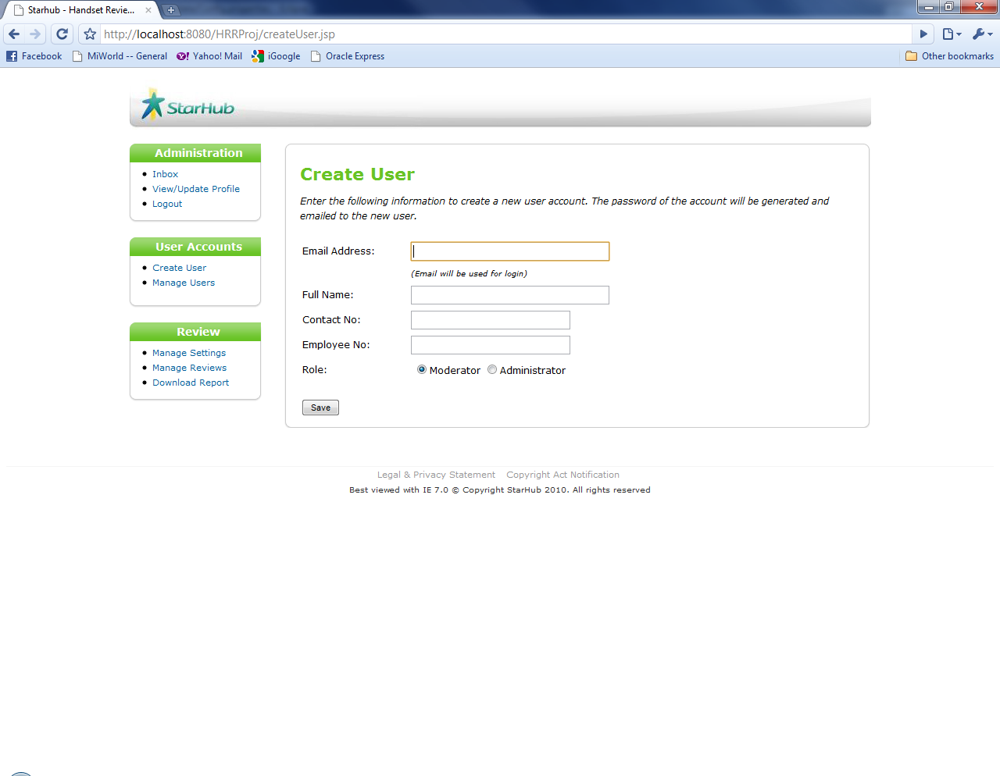 Starhub - Handset Revie...
http://localhost:8080/HRRProj/createUser.jsp
Facebook MiWorld -- General Yahoo! Mail iGoogle Oracle Express Other bookmarks
StarHub
Administration
Inbox
View/Update Profile
Logout
User Accounts
Create User
Manage Users
Review
Manage Settings
Manage Reviews
Download Report
Create User
Enter the following information to create a new user account. The password of the account will be generated and
emailed to the new user.
Email Address:
(Email will be used for login)
Full Name:
Contact No:
Employee No:
Role: Moderator Administrator
Save
Legal & Privacy Statement Copyright Act Notification
Best viewed with IE 7.0 © Copyright StarHub 2010. All rights reserved